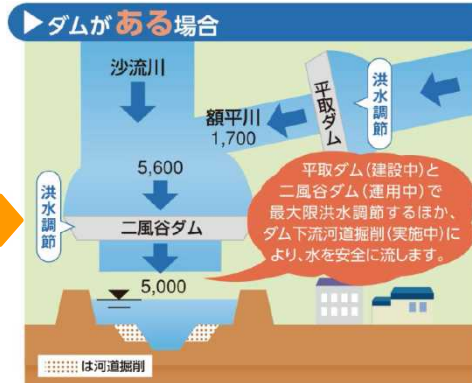 ▶ダムがある場合
沙流川
額平川
1,700
平取ダム
洪水調節
5,600
洪水調節
二風谷ダム
5,000
平取ダム(建設中)と
二風谷ダム(運用中)で
最大限洪水調節するほか、
ダム下流河道掘削(実施中)に
より、水を安全に流します。
は河道掘削